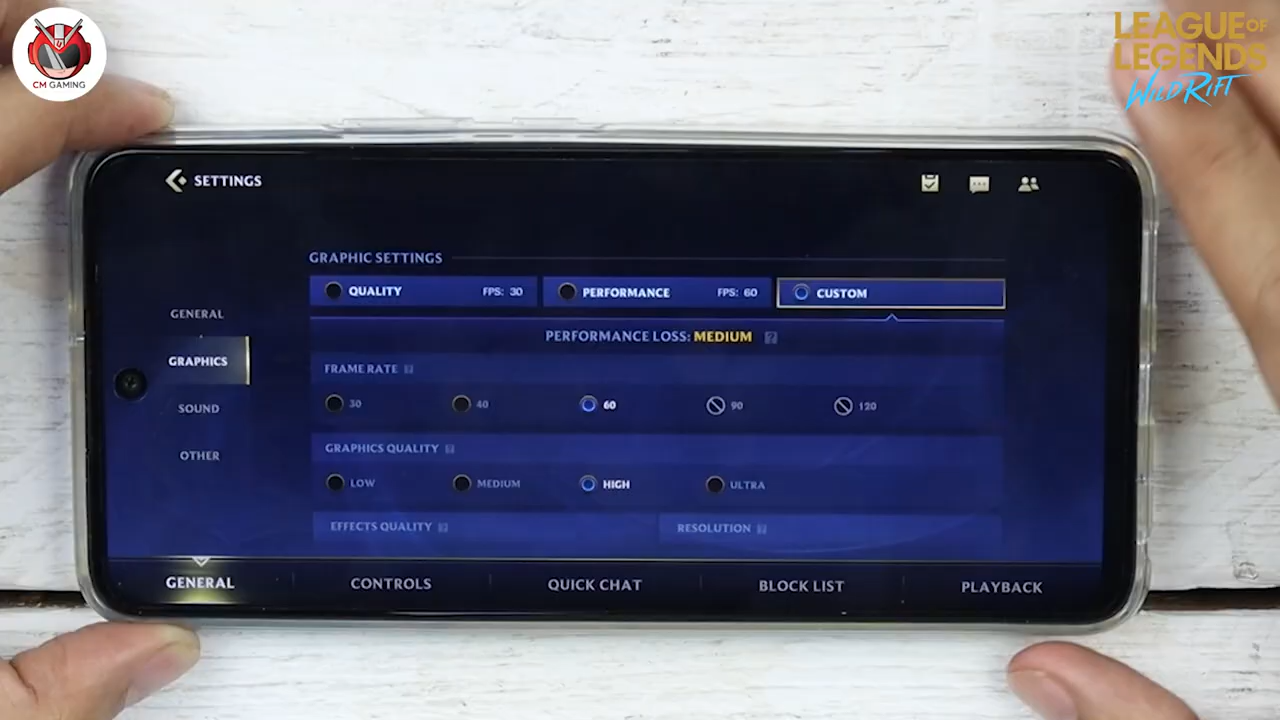 CM GAMING
LEAGUE OF
LEGENDS
WILD RIFT
SETTINGS
GRAPHIC SETTINGS
QUALITY FPS: 30 PERFORMANCE FPS: 60 CUSTOM
PERFORMANCE LOSS: MEDIUM ?
GENERAL
GRAPHICS
SOUND
OTHER
FRAME RATE ?
30 40 60 90 120
GRAPHICS QUALITY ?
LOW MEDIUM HIGH ULTRA
EFFECTS QUALITY ? RESOLUTION ?
GENERAL CONTROLS QUICK CHAT BLOCK LIST PLAYBACK